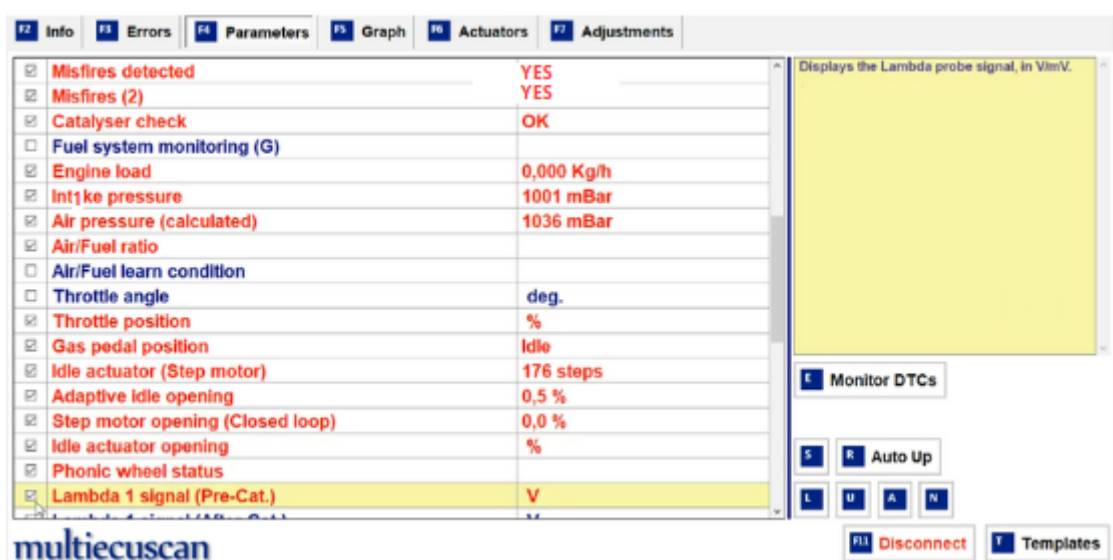 F2 Info F3 Errors F4 Parameters F5 Graph F6 Actuators F7 Adjustments
Misfires detected YES
Misfires (2) YES
Catalyser check OK
Fuel system monitoring (G)
Engine load 0,000 Kg/h
Int1ke pressure 1001 mBar
Air pressure (calculated) 1036 mBar
Air/Fuel ratio
Air/Fuel learn condition
Throttle angle deg.
Throttle position %
Gas pedal position Idle
Idle actuator (Step motor) 176 steps
Adaptive idle opening 0,5 %
Step motor opening (Closed loop) 0,0 %
Idle actuator opening %
Phonic wheel status
Lambda 1 signal (Pre-Cat.) V
Lambda 1 signal (After Cat.) V
Displays the Lambda probe signal, in V/mV.
E Monitor DTCs
S R Auto Up
L U A N
multiecuscan
F11 Disconnect T Templates